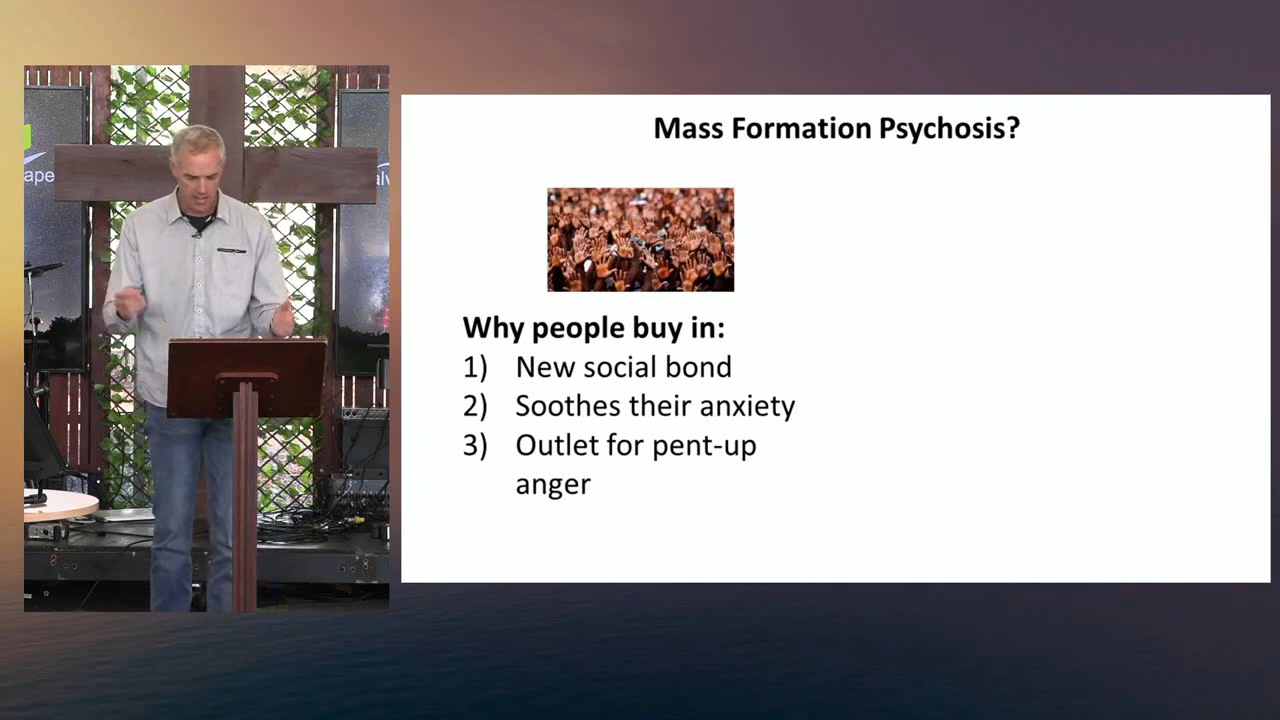 Mass Formation Psychosis?
Why people buy in:
1) New social bond
2) Soothes their anxiety
3) Outlet for pent-up
anger